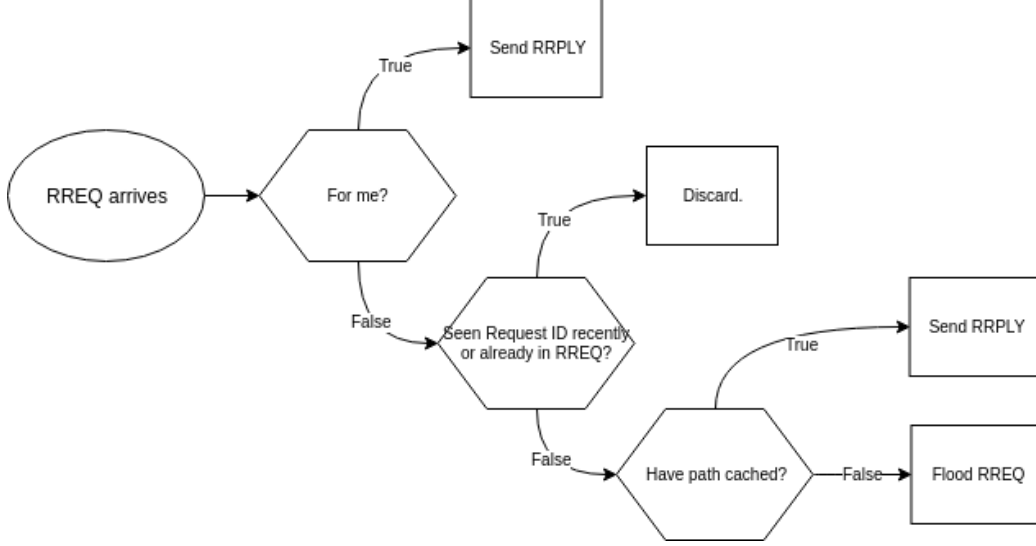 Send RRPLY
True
RREQ arrives
For me?
Discard.
True
False
Seen Request ID recently
or already in RREQ?
Send RRPLY
True
False
Have path cached?
False
Flood RREQ